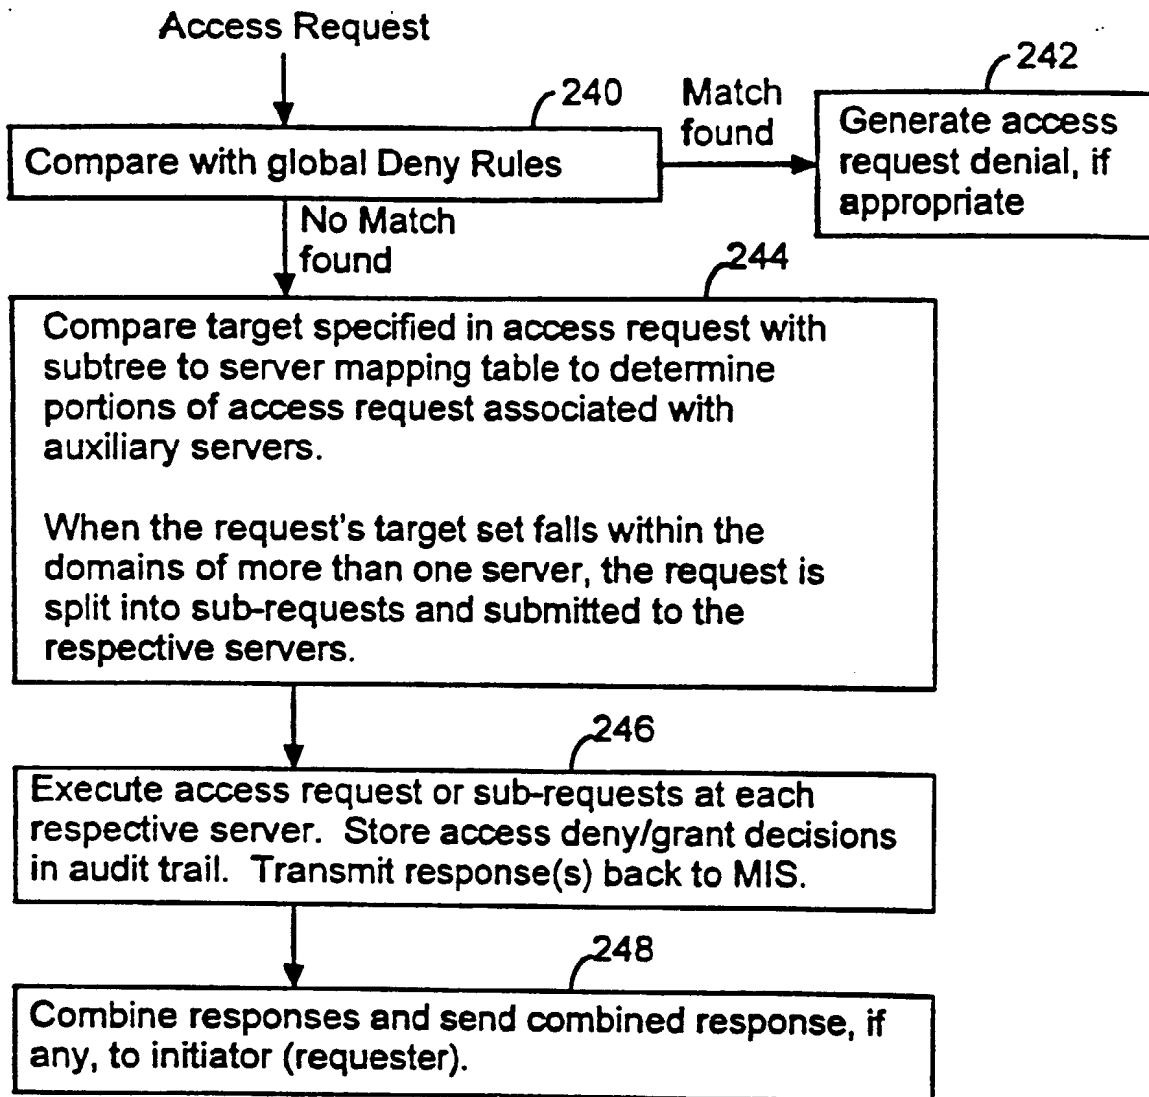 Access Request
240
Compare with global Deny Rules
Match
found
242
Generate access
request denial, if
appropriate
No Match
found
244
Compare target specified in access request with
subtree to server mapping table to determine
portions of access request associated with
auxiliary servers.
When the request's target set falls within the
domains of more than one server, the request is
split into sub-requests and submitted to the
respective servers.
246
Execute access request or sub-requests at each
respective server. Store access deny/grant decisions
in audit trail. Transmit response(s) back to MIS.
248
Combine responses and send combined response, if
any, to initiator (requester).